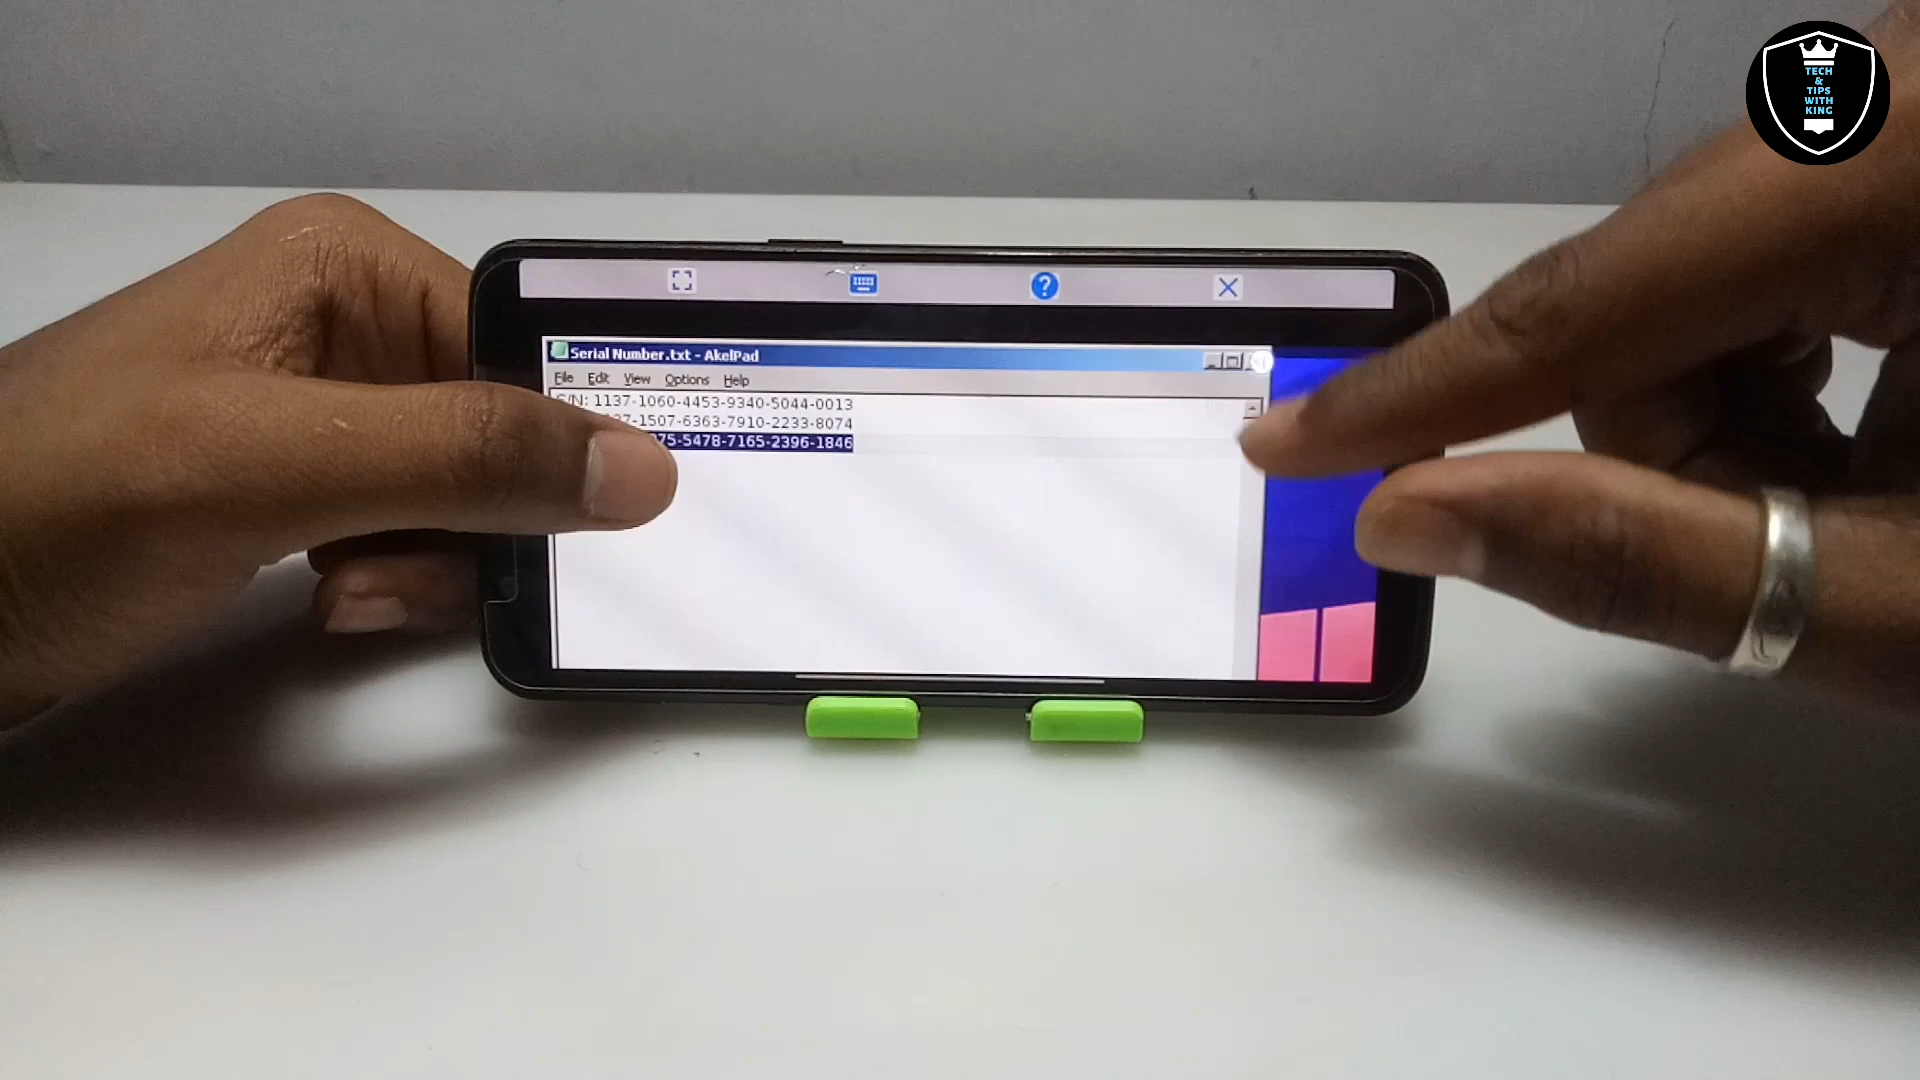 TECH
&
TIPS
WITH
KING
?
Serial Number.txt - AkelPad
File Edit View Options Help
S/N: 1137-1060-4453-9340-5044-0013
-1507-6363-7910-2233-8074
-5478-7165-2396-1846